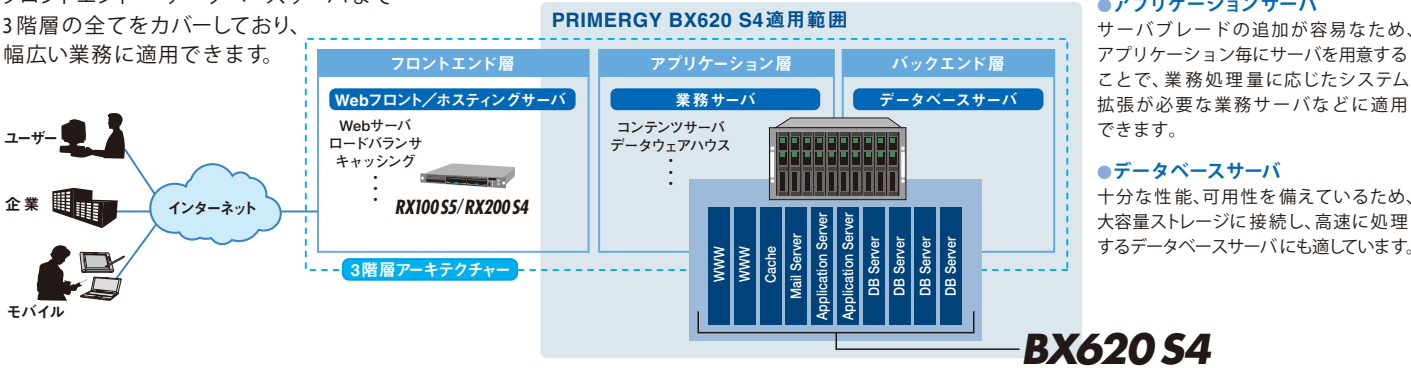 3階層の全てをカバーしており、
幅広い業務に適用できます。
PRIMERGY BX620 S4適用範囲
フロントエンド層
アプリケーション層
バックエンド層
Webフロント／ホスティングサーバ
業務サーバ
データベースサーバ
Webサーバ
ロードバランサ
キャッシング
・
・
・
RX100 S5/RX200 S4
コンテンツサーバ
データウェアハウス
・
・
・
ユーザー
企業
モバイル
インターネット
3階層アーキテクチャー
WWW
WWW
Cache
Mail Server
Application Server
Application Server
DB Server
DB Server
DB Server
DB Server
BX620 S4
●アプリケーションサーバ
サーバブレードの追加が容易なため、
アプリケーション毎にサーバを用意する
ことで、業務処理量に応じたシステム
拡張が必要な業務サーバなどに適用
できます。
●データベースサーバ
十分な性能、可用性を備えているため、
大容量ストレージに接続し、高速に処理
するデータベースサーバにも適しています。